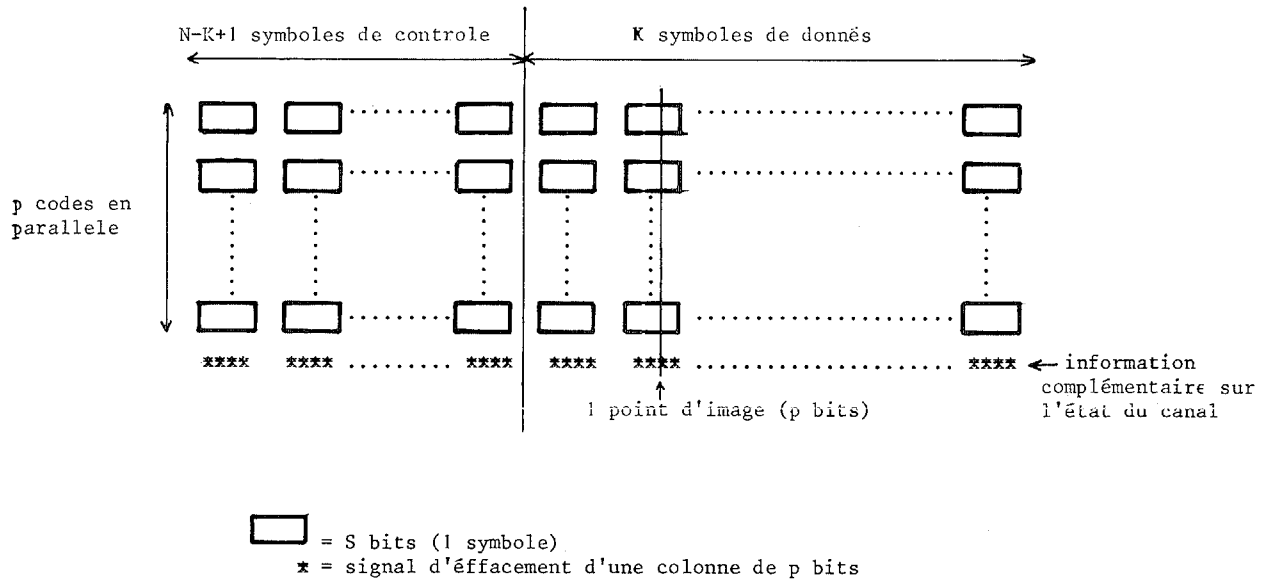 N-K+1 symboles de controle
K symboles de donnés
p codes en
parallele
**** **** ......... **** **** **** ........................ ****
information
complémentaire sur
l'état du canal
1 point d'image (p bits)
= S bits (1 symbole)
* = signal d'éffacement d'une colonne de p bits